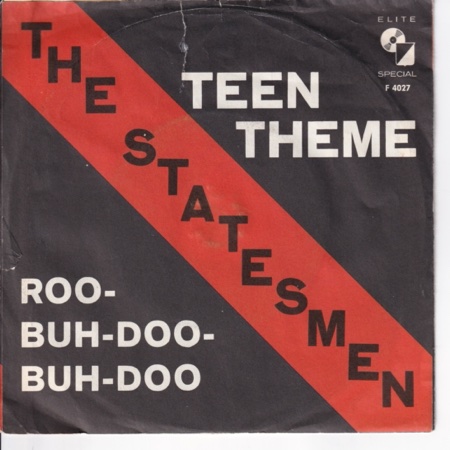 ELITE
SPECIAL
F 4027
THE STATESMEN
TEEN
THEME
ROO-
BUH-DOO-
BUH-DOO